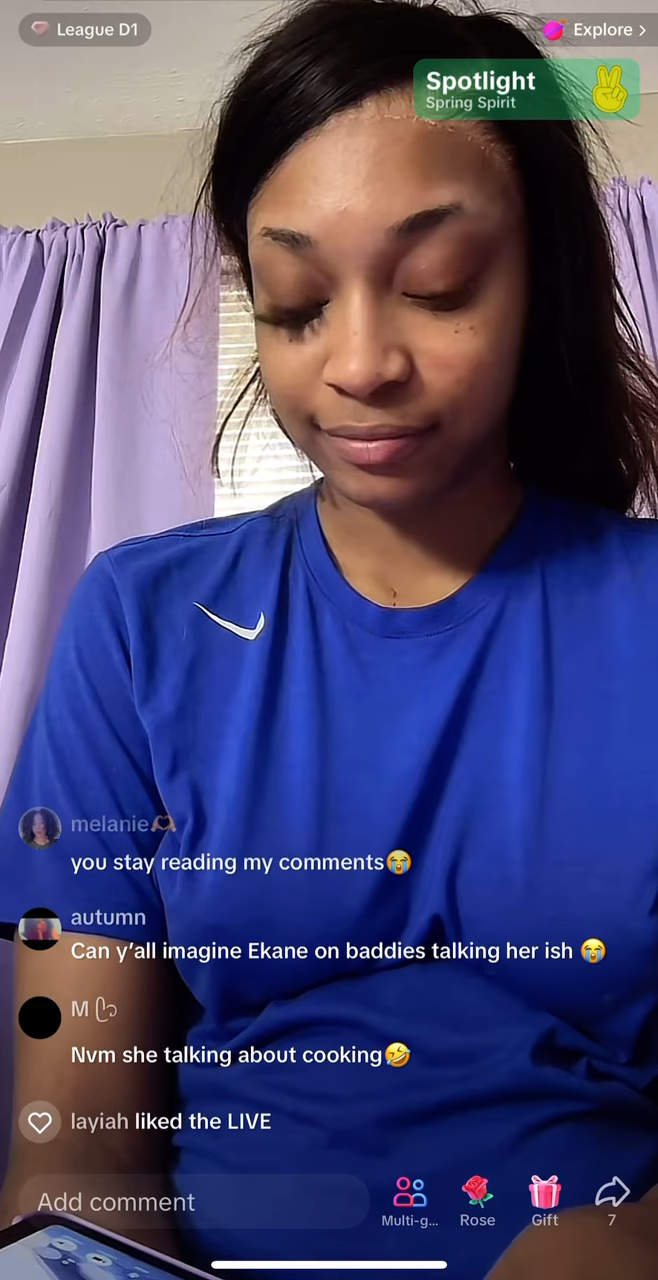 League D1
Explore >
Spotlight
Spring Spirit
melanie🫶🏽
you stay reading my comments😭
autumn
Can y’all imagine Ekane on baddies talking her ish 😭
M
Nvm she talking about cooking🤣
layiah liked the LIVE
Add comment
Multi-g...
Rose
Gift
7